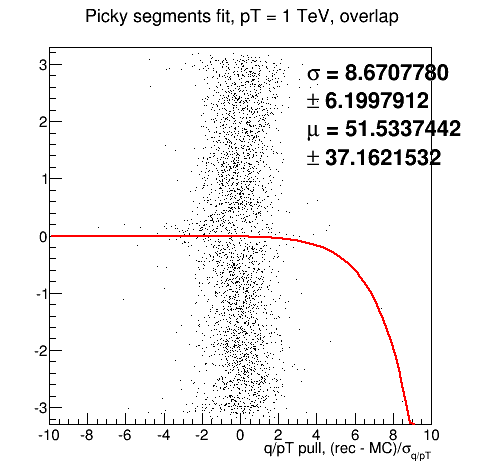 Picky segments fit, pT = 1 TeV, overlap
σ = 8.6707780
± 6.1997912
μ = 51.5337442
± 37.1621532
3
2
1
0
-1
-2
-3
-10 -8 -6 -4 -2 0 2 4 6 8 10
q/pT pull, (rec - MC)/σq/pT